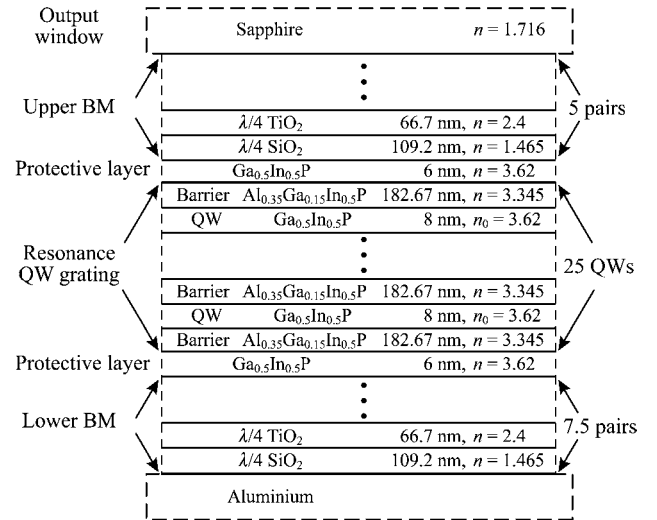 Output window
Sapphire n = 1.716
Upper BM
5 pairs
λ/4 TiO₂ 66.7 nm, n = 2.4
λ/4 SiO₂ 109.2 nm, n = 1.465
Protective layer Ga₀.₅In₀.₅P 6 nm, n = 3.62
Barrier Al₀.₃₅Ga₀.₁₅In₀.₅P 182.67 nm, n = 3.345
QW Ga₀.₅In₀.₅P 8 nm, n₀ = 3.62
Resonance QW grating
25 QWs
Barrier Al₀.₃₅Ga₀.₁₅In₀.₅P 182.67 nm, n = 3.345
QW Ga₀.₅In₀.₅P 8 nm, n₀ = 3.62
Barrier Al₀.₃₅Ga₀.₁₅In₀.₅P 182.67 nm, n = 3.345
Protective layer Ga₀.₅In₀.₅P 6 nm, n = 3.62
Lower BM
7.5 pairs
λ/4 TiO₂ 66.7 nm, n = 2.4
λ/4 SiO₂ 109.2 nm, n = 1.465
Aluminium